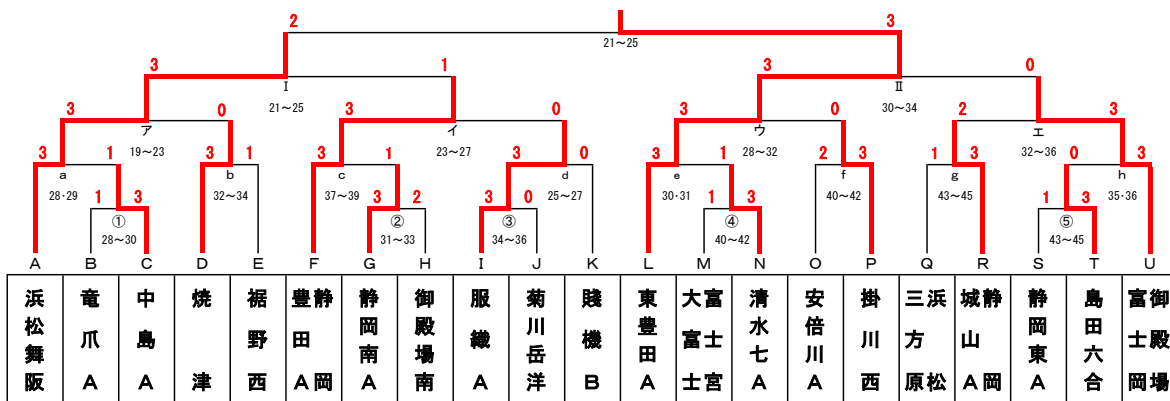 2 3
21～25
3 1 3 0
Ⅰ Ⅱ
21～25 30～34
3 0 3 0 3 0 2 3
ア イ ウ エ
19～23 23～27 28～32 32～36
3 1 3 1 3 1 3 0 3 1 2 3 1 3 0 3
a b c d e f g h
28･29 32～34 37～39 25～27 30･31 40～42 43～45 35･36
1 3 3 2 3 0 1 3 1 3
① ② ③ ④ ⑤
28～30 31～33 34～36 40～42 43～45
A B C D E F G H I J K L M N O P Q R S T U
浜松舞阪
竜爪A
中島A
焼津
裾野西
静岡
豊田A
静岡南A
御殿場南
服織A
菊川岳洋
賤機B
東豊田A
富士宮
大富士
清水七A
安倍川A
掛川西
浜松
三方原
静岡
城山A
静岡東A
島田六合
御殿場
富士岡